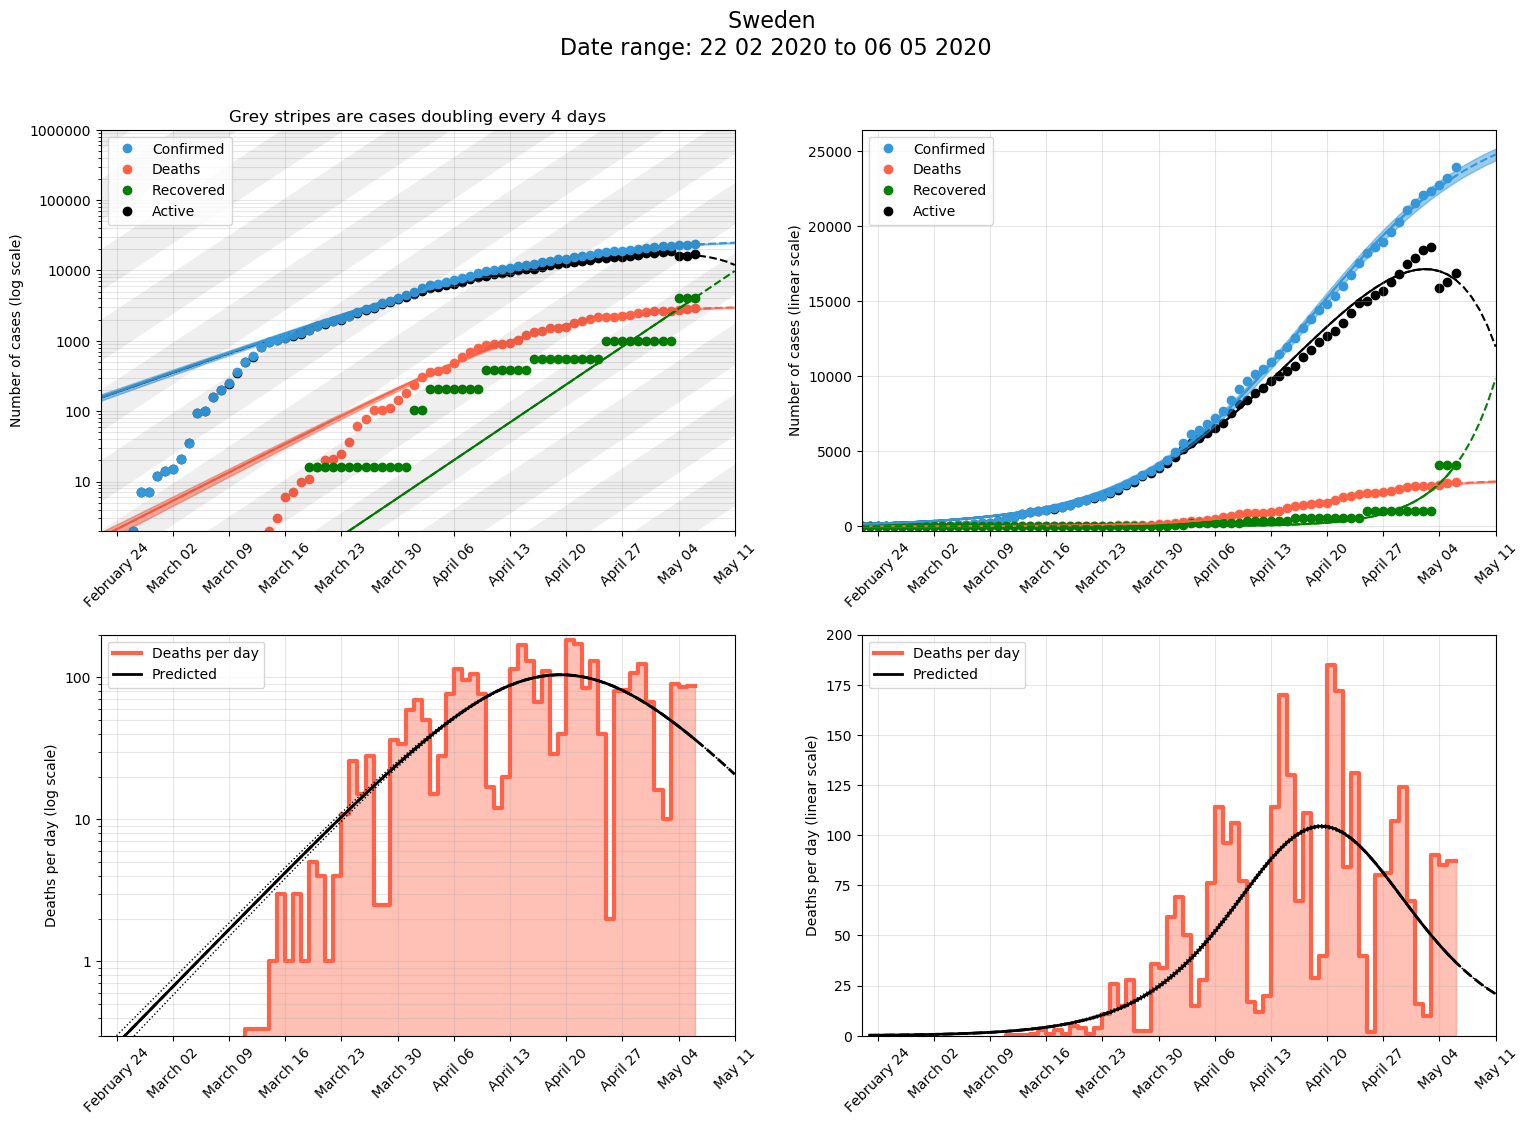 Sweden
Date range: 22 02 2020 to 06 05 2020
Grey stripes are cases doubling every 4 days
Number of cases (log scale)
1000000
100000
10000
1000
100
10
Confirmed
Deaths
Recovered
Active
February 24
March 02
March 09
March 16
March 23
March 30
April 06
April 13
April 20
April 27
May 04
May 11
Number of cases (linear scale)
25000
20000
15000
10000
5000
0
Confirmed
Deaths
Recovered
Active
February 24
March 02
March 09
March 16
March 23
March 30
April 06
April 13
April 20
April 27
May 04
May 11
Deaths per day (log scale)
100
10
1
Deaths per day
Predicted
February 24
March 02
March 09
March 16
March 23
March 30
April 06
April 13
April 20
April 27
May 04
May 11
Deaths per day (linear scale)
200
175
150
125
100
75
50
25
0
Deaths per day
Predicted
February 24
March 02
March 09
March 16
March 23
March 30
April 06
April 13
April 20
April 27
May 04
May 11